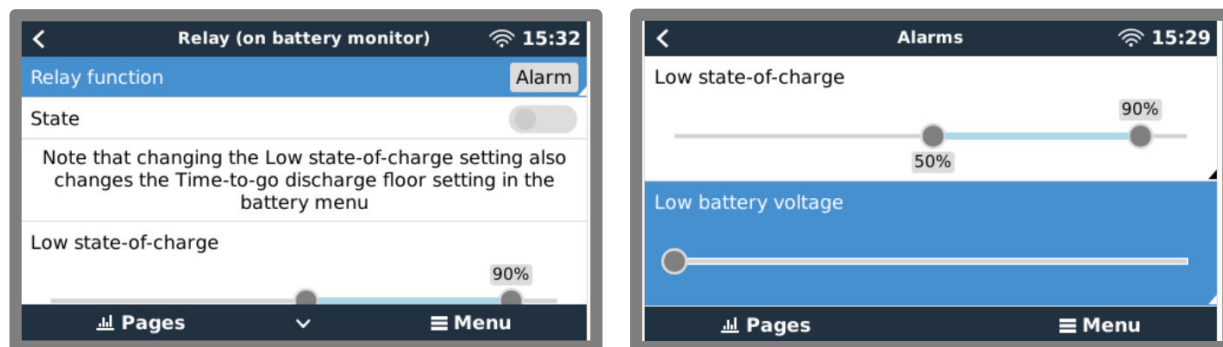 Relay (on battery monitor) 15:32
Relay function Alarm
State
Note that changing the Low state-of-charge setting also
changes the Time-to-go discharge floor setting in the
battery menu
Low state-of-charge
90%
Pages Menu
Alarms 15:29
Low state-of-charge
90%
50%
Low battery voltage
Pages Menu